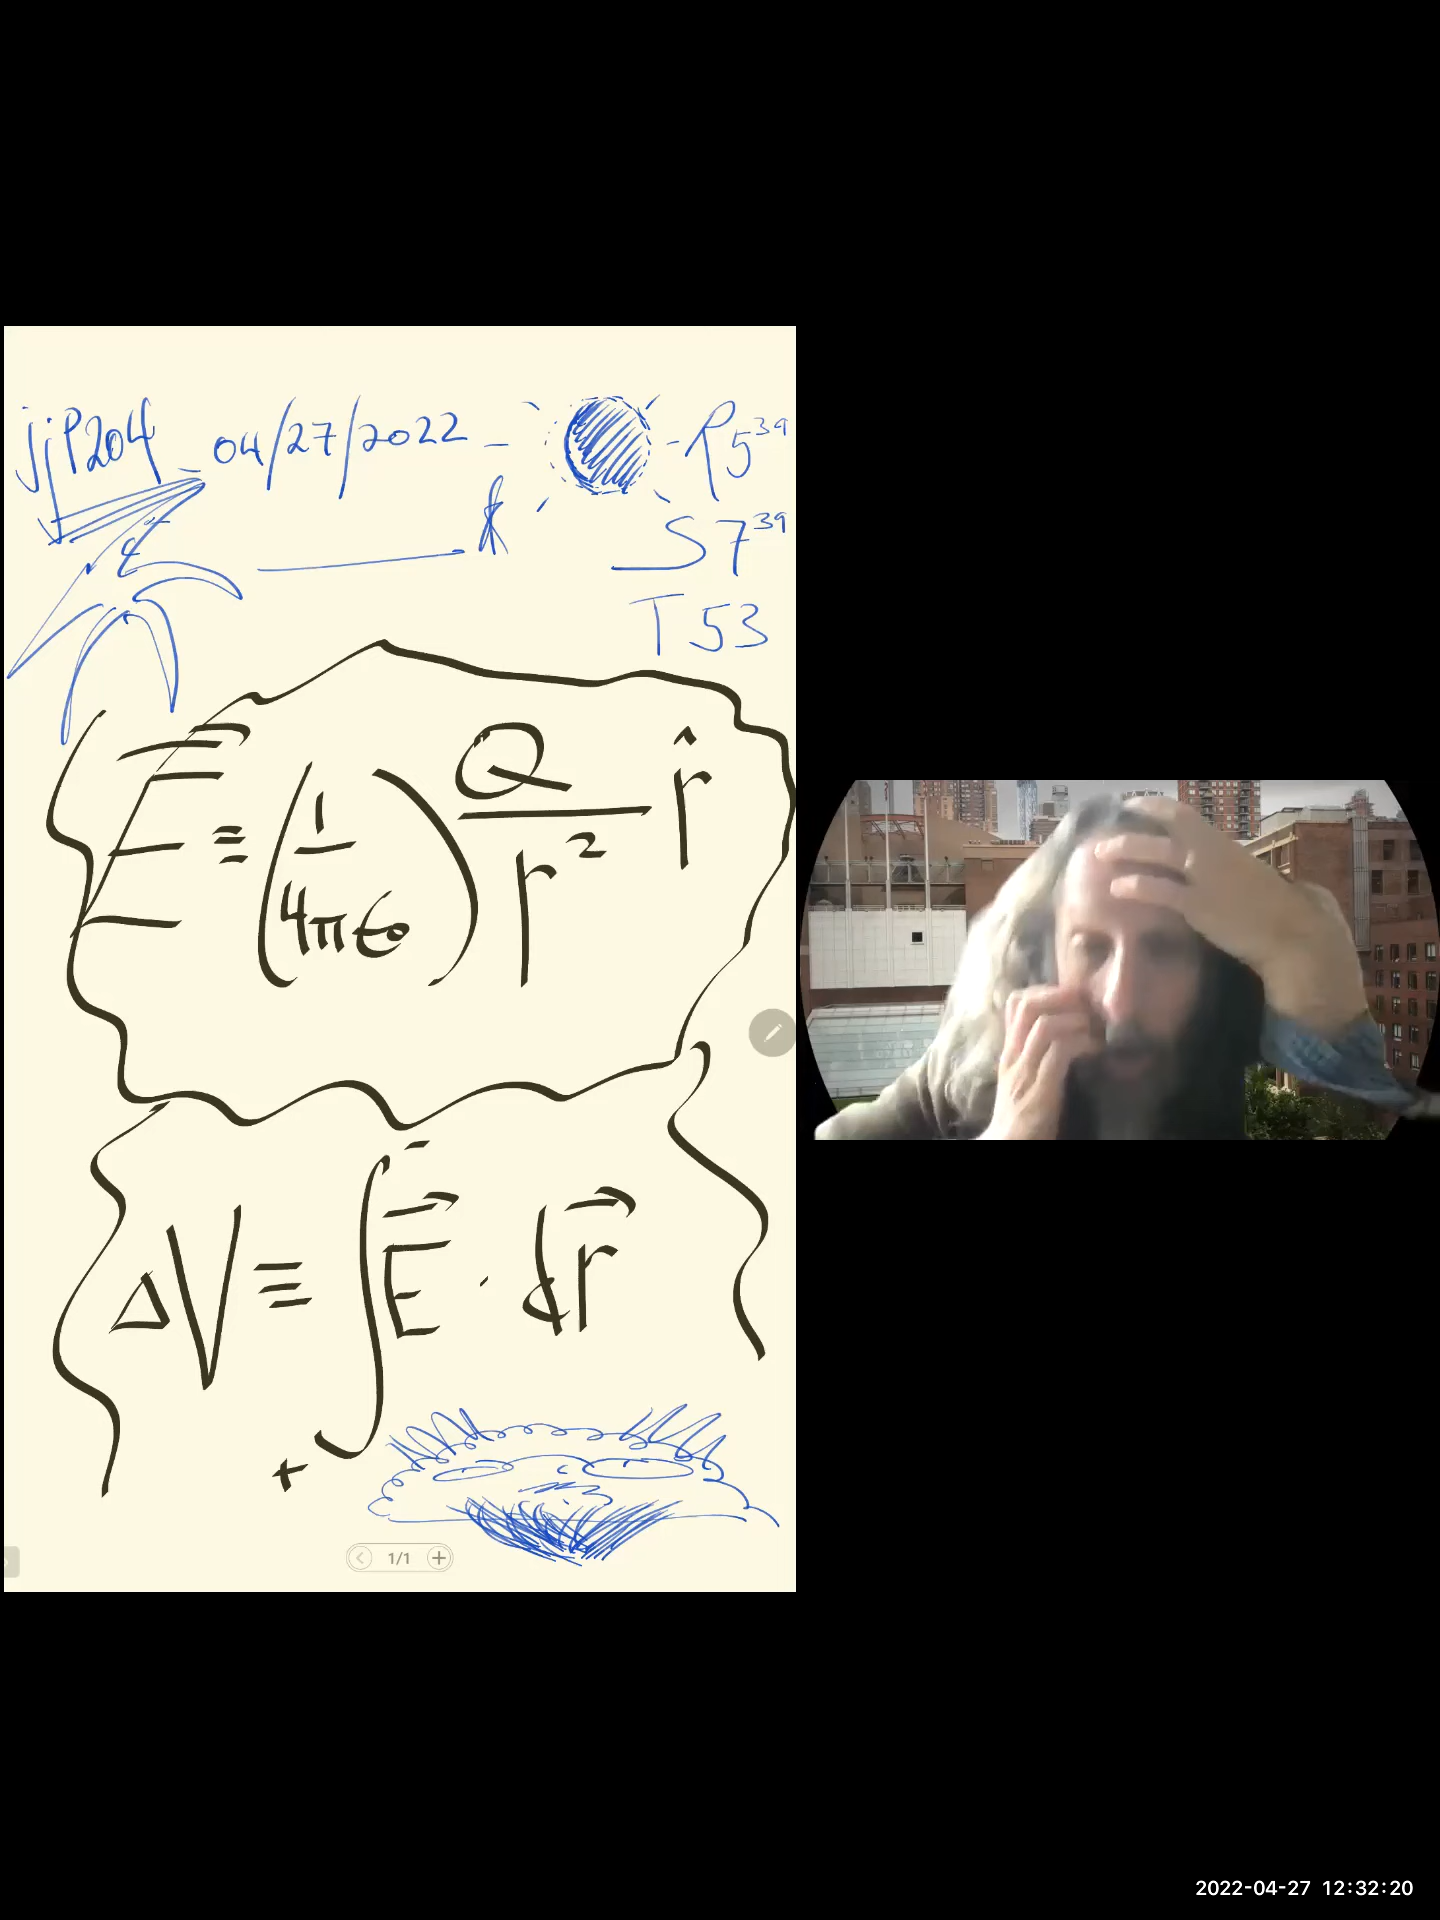 jjP204 - 04/27/2022 - - R5³⁹
S7³⁹
T53
E⃗ = (1/4πϵ₀) Q/r² r̂
ΔV ≡ ∫ E⃗ · dr⃗
-
+
1/1
2022-04-27 12:32:20